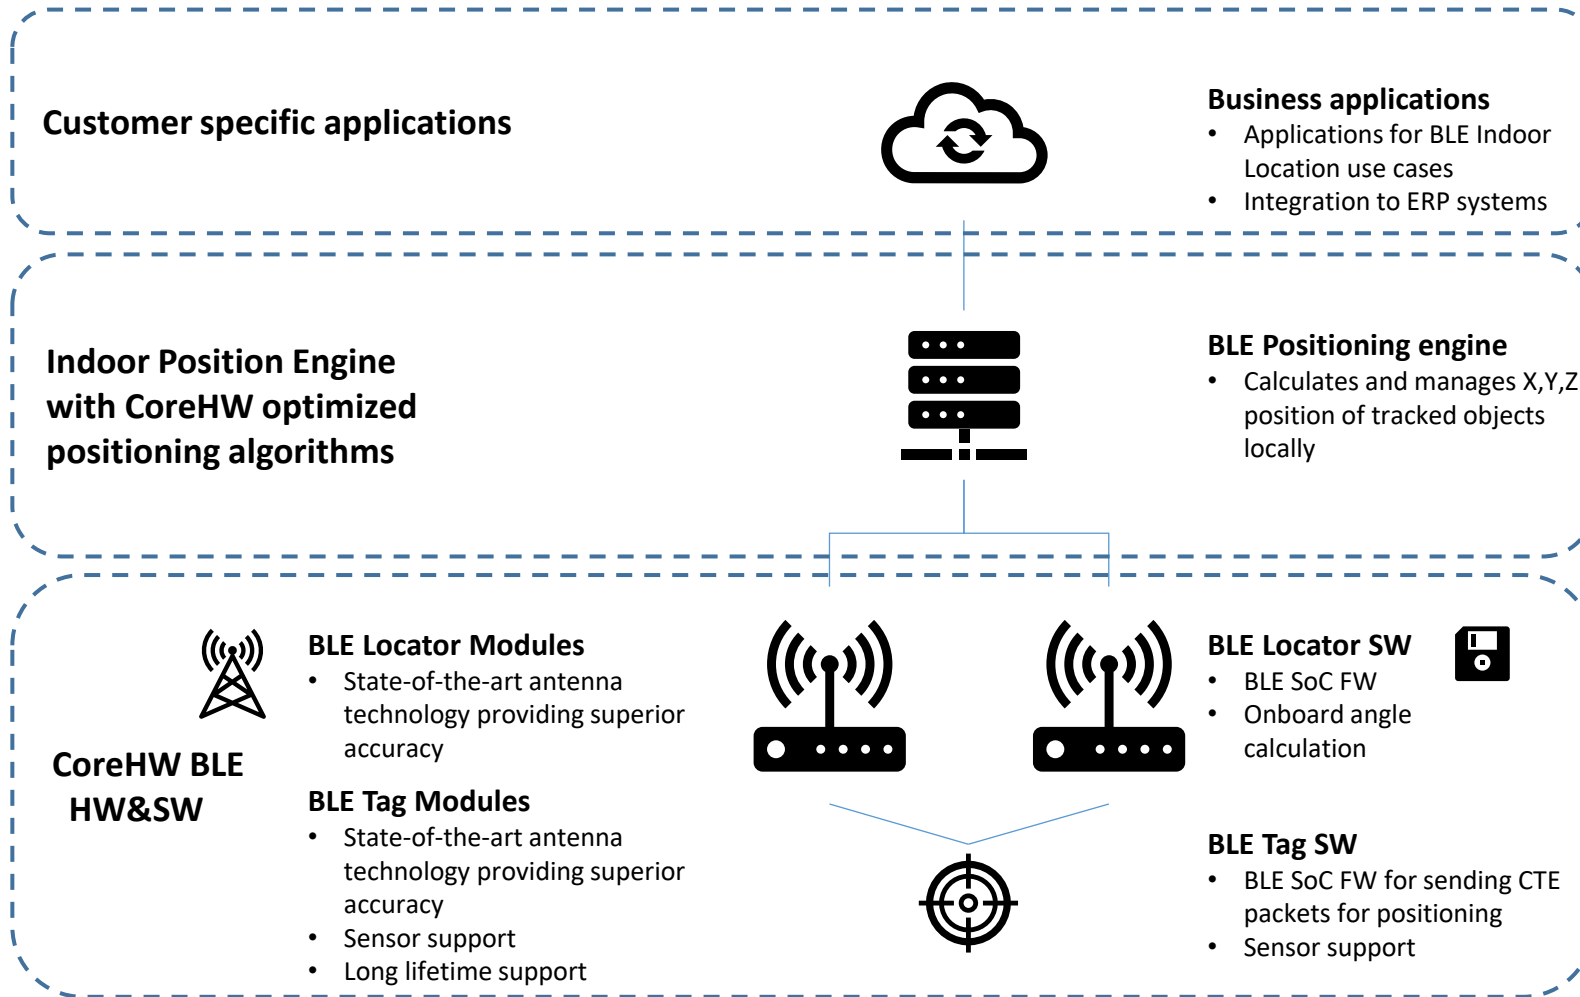 Customer specific applications
Business applications
• Applications for BLE Indoor
Location use cases
• Integration to ERP systems
Indoor Position Engine
with CoreHW optimized
positioning algorithms
BLE Positioning engine
• Calculates and manages X,Y,Z
position of tracked objects
locally
CoreHW BLE
HW&SW
BLE Locator Modules
• State-of-the-art antenna
technology providing superior
accuracy
BLE Tag Modules
• State-of-the-art antenna
technology providing superior
accuracy
• Sensor support
• Long lifetime support
BLE Locator SW
• BLE SoC FW
• Onboard angle
calculation
BLE Tag SW
• BLE SoC FW for sending CTE
packets for positioning
• Sensor support